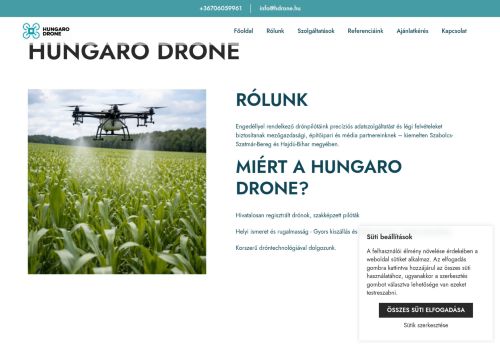 +36706059961
info@hdrone.hu
HUNGARO
DRONE
Főoldal
Rólunk
Szolgáltatások
Referenciáink
Ajánlatkérés
Kapcsolat
HUNGARO DRONE
RÓLUNK
Engedéllyel rendelkező drónpilótáink precíziós adatszolgáltatást és légi felvételeket
biztosítanak mezőgazdasági, építőipari és média partnereinknek – kiemelten Szabolcs-
Szatmár-Bereg és Hajdú-Bihar megyében.
MIÉRT A HUNGARO
DRONE?
Hivatalosan regisztrált drónok, szakképzett pilóták
Helyi ismeret és rugalmasság - Gyors kiszállás és
Korszerű dróntechnológiával dolgozunk.
Süti beállítások
A felhasználói élmény növelése érdekében a
weboldal sütiket alkalmaz. Az elfogadás
gombra kattintva hozzájárul az összes süti
használatához, ugyanakkor a szerkesztés
gombot választva lehetősége van ezeket
testreszabni.
ÖSSZES SÜTI ELFOGADÁSA
Sütik szerkesztése